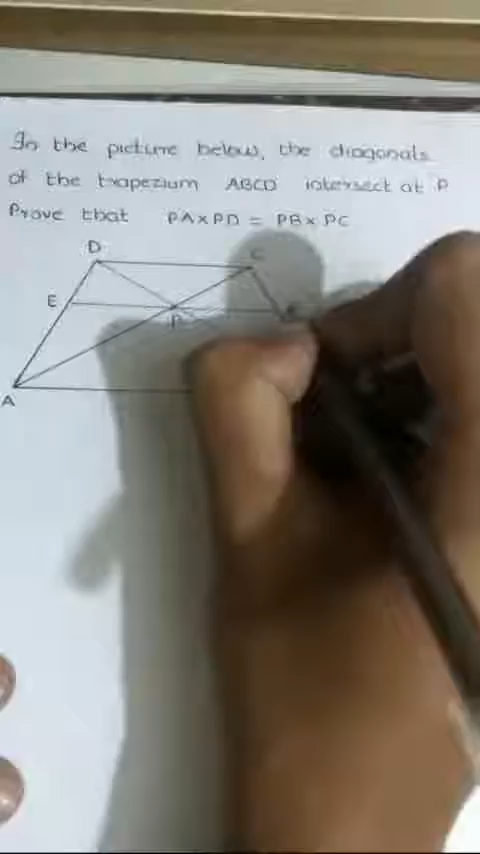 In the picture below, the diagonals
of the trapezium ABCD intersect at P
Prove that PA×PD = PB×PC
D C
E
P
A